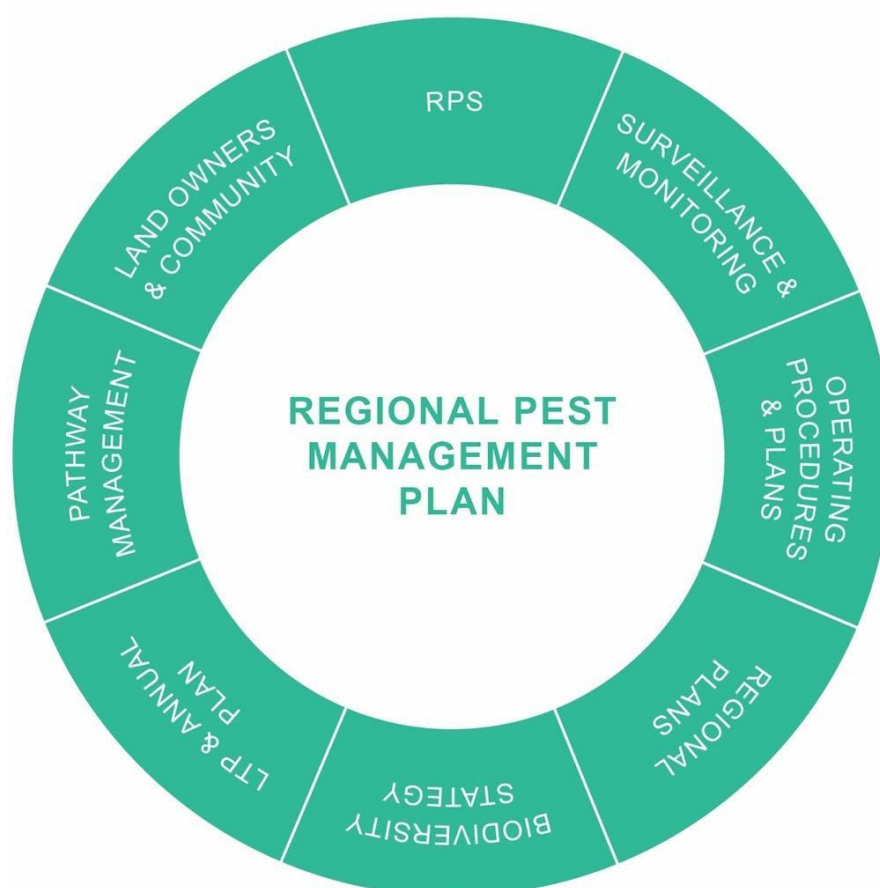 RPS
SURVEILLANCE &
MONITORING
OPERATING
PROCEDURES
& PLANS
REGIONAL
PLANS
BIODIVERSITY
STATEGY
LTP & ANNUAL
PLAN
PATHWAY
MANAGEMENT
LAND OWNERS
& COMMUNITY
REGIONAL PEST
MANAGEMENT
PLAN